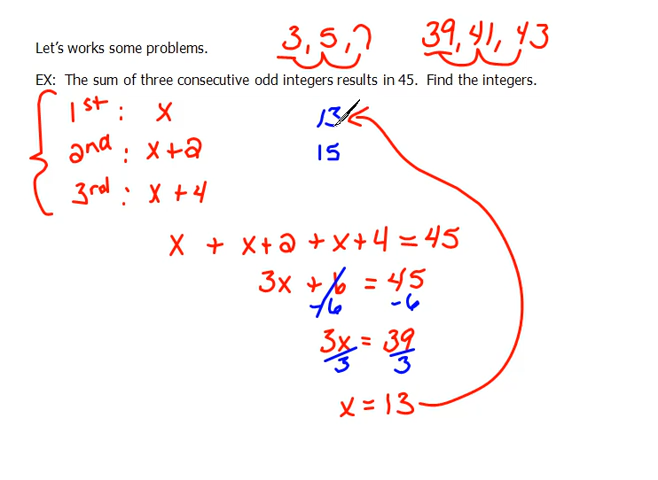 Let's works some problems. 3, 5, 7 39, 41, 43
EX: The sum of three consecutive odd integers results in 45. Find the integers.
1st : x 13
2nd : x+2 15
3rd : x + 4
x + x+2 + x+4 = 45
3x + 6 = 45
-6 -6
3x = 39
3 3
x = 13